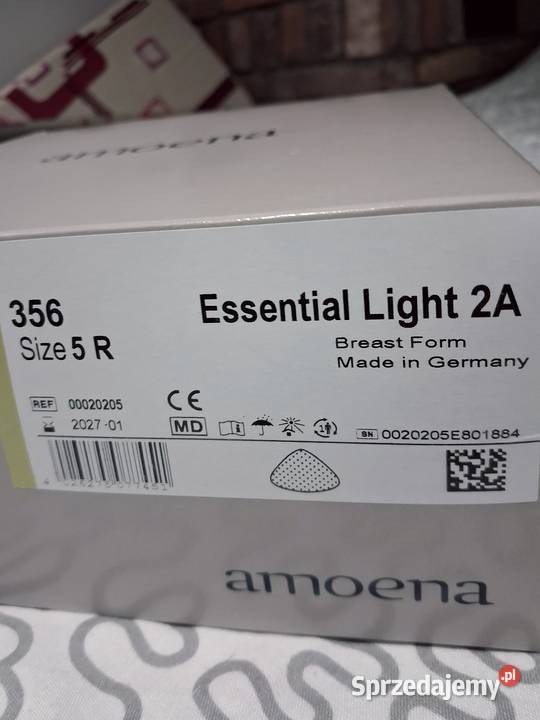 amoena
356
Size 5 R
Essential Light 2A
Breast Form
Made in Germany
REF 00020205
CE
2027-01
MD
SN 0020205E801884
amoena
Sprzedajemy.pl